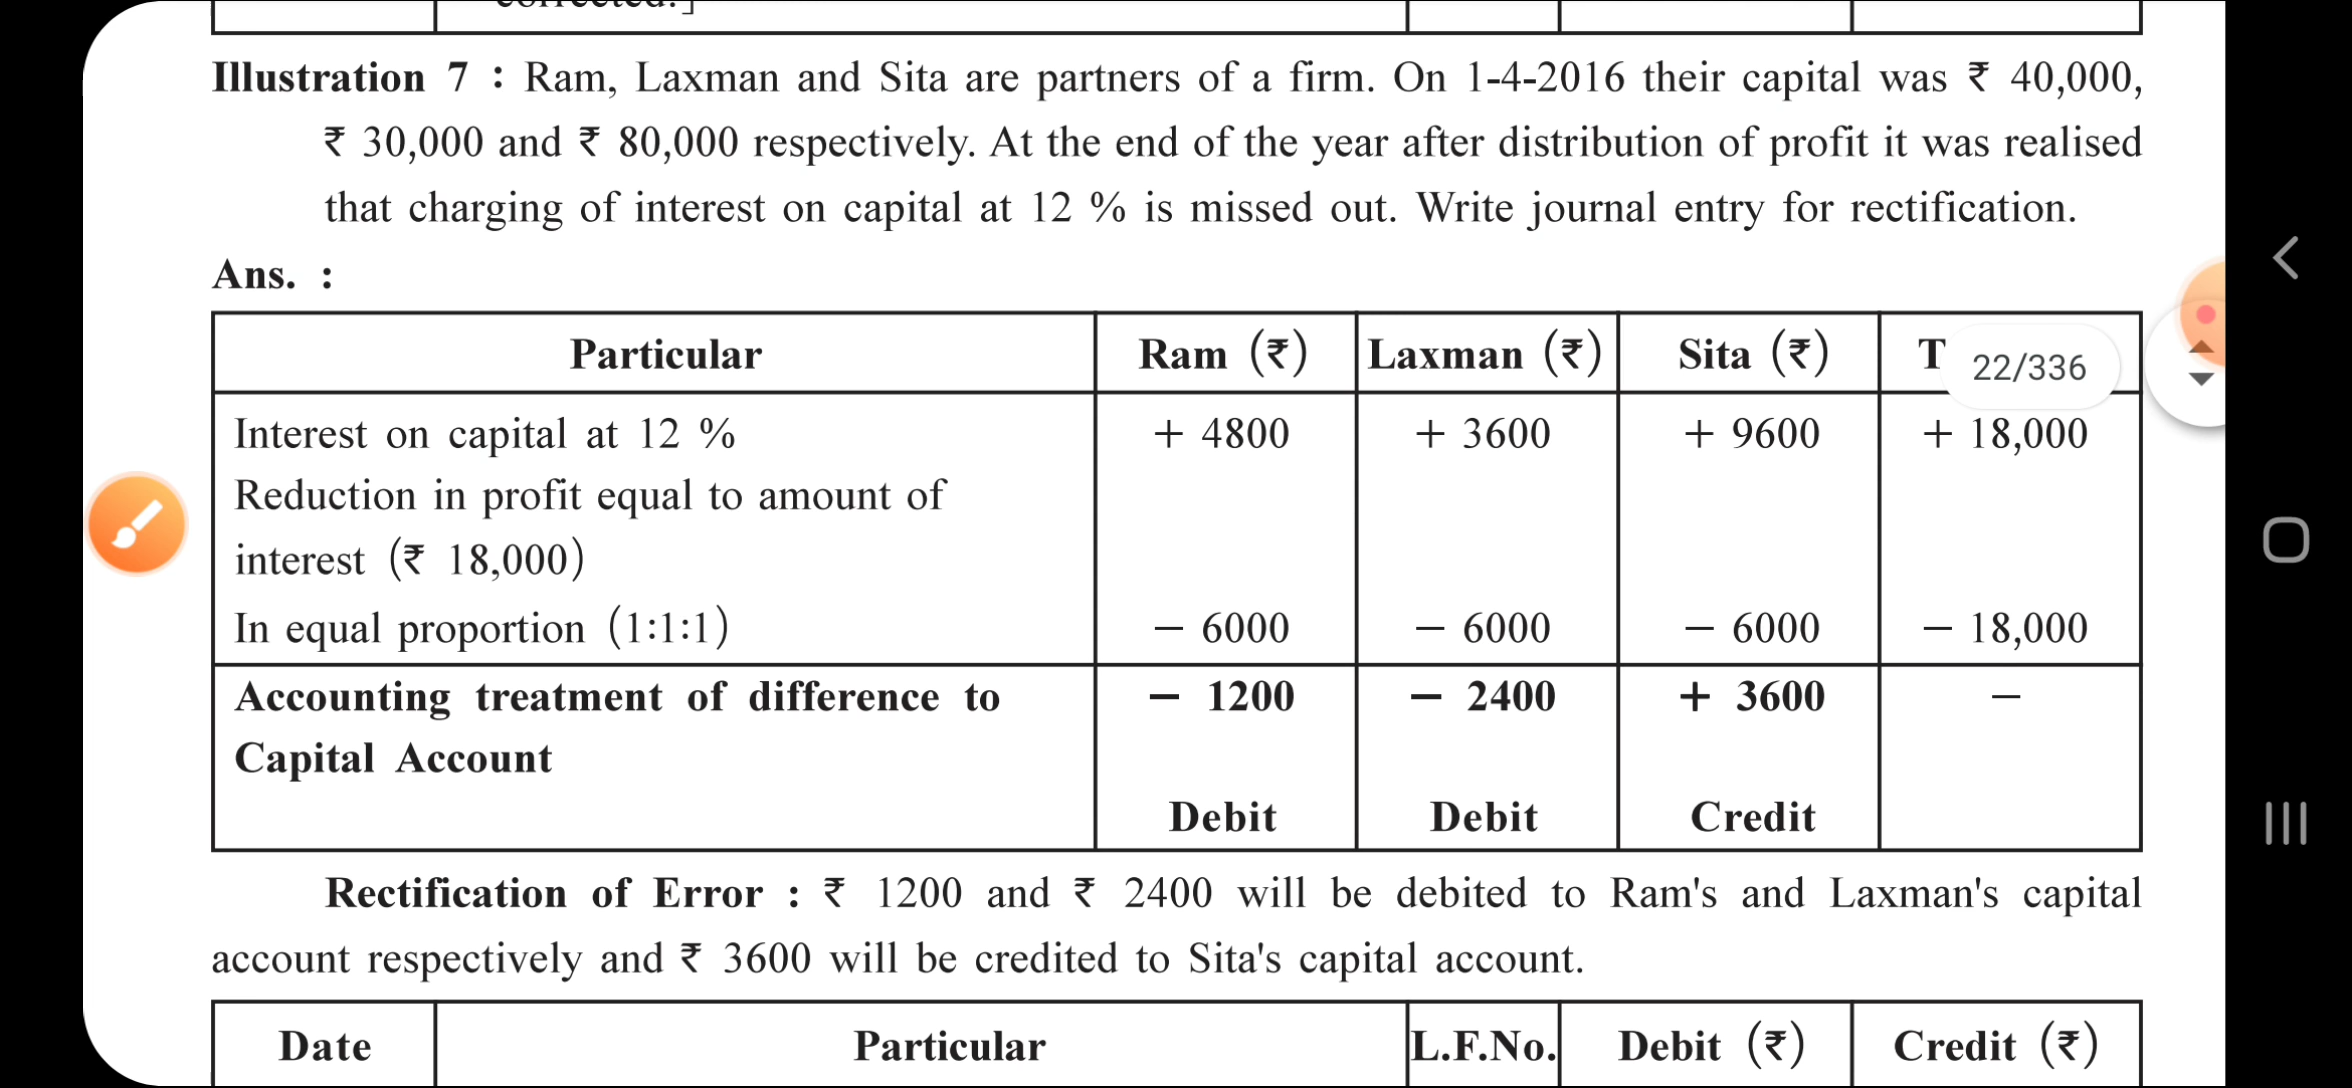 corrected.]
Illustration 7 : Ram, Laxman and Sita are partners of a firm. On 1-4-2016 their capital was ₹ 40,000,
₹ 30,000 and ₹ 80,000 respectively. At the end of the year after distribution of profit it was realised
that charging of interest on capital at 12 % is missed out. Write journal entry for rectification.
Ans. :
Particular Ram (₹) Laxman (₹) Sita (₹) T
22/336
Interest on capital at 12 % + 4800 + 3600 + 9600 + 18,000
Reduction in profit equal to amount of
interest (₹ 18,000)
In equal proportion (1:1:1) − 6000 − 6000 − 6000 − 18,000
Accounting treatment of difference to − 1200 − 2400 + 3600 −
Capital Account
Debit Debit Credit
Rectification of Error : ₹ 1200 and ₹ 2400 will be debited to Ram's and Laxman's capital
account respectively and ₹ 3600 will be credited to Sita's capital account.
Date Particular L.F.No. Debit (₹) Credit (₹)